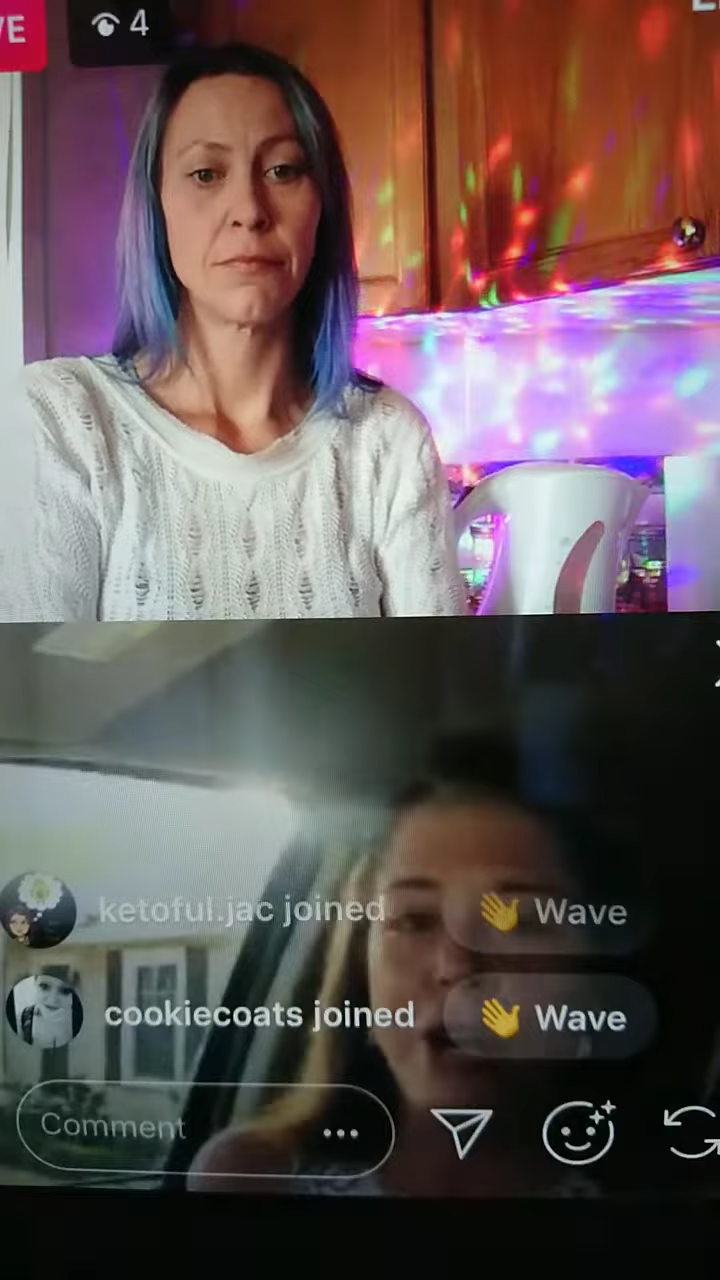 VE 4
ketoful.jac joined 👋 Wave
cookiecoats joined 👋 Wave
Comment